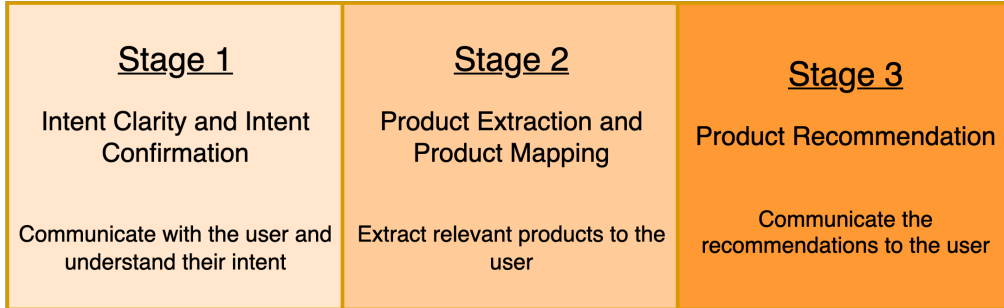 Stage 1
Intent Clarity and Intent
Confirmation
Communicate with the user and
understand their intent
Stage 2
Product Extraction and
Product Mapping
Extract relevant products to the
user
Stage 3
Product Recommendation
Communicate the
recommendations to the user